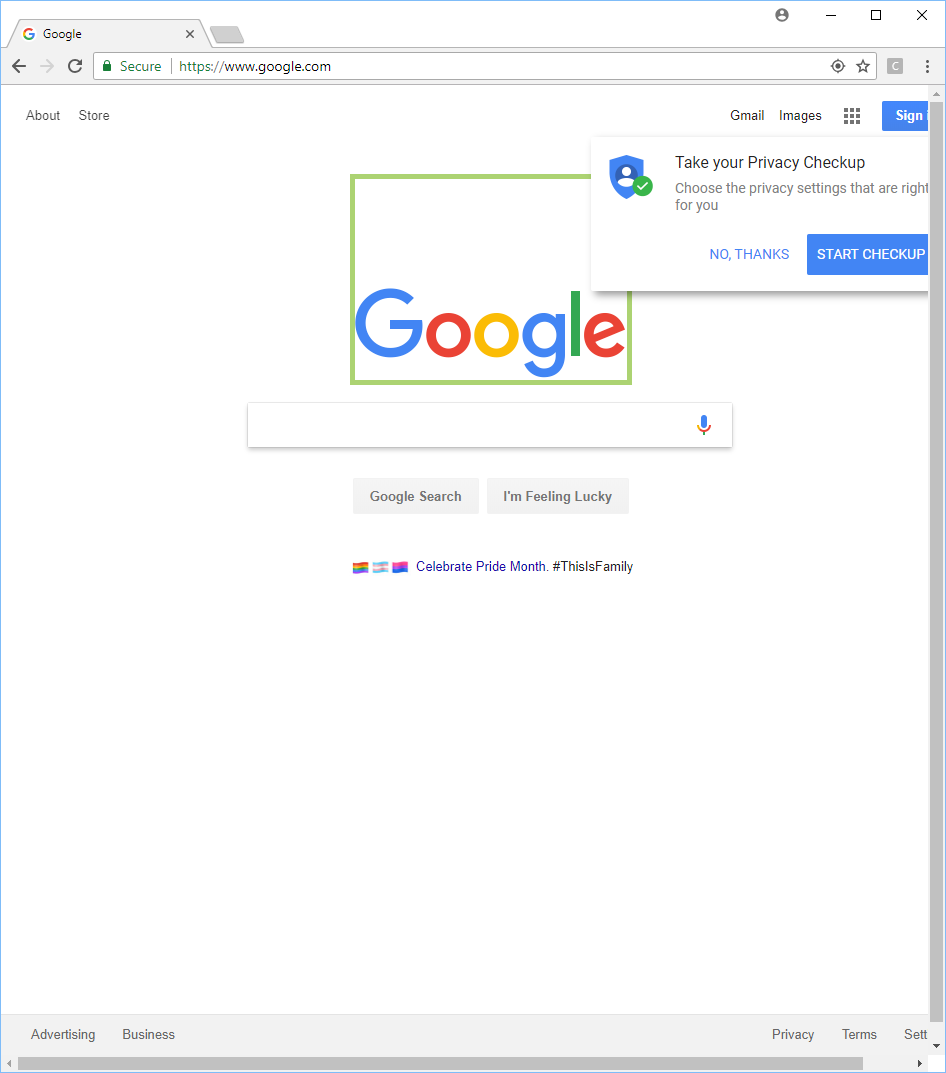 Google
Secure https://www.google.com
C
About Store Gmail Images Sign i
Take your Privacy Checkup
Choose the privacy settings that are right
for you
NO, THANKS START CHECKUP
Google
Google Search I'm Feeling Lucky
Celebrate Pride Month. #ThisIsFamily
Advertising Business Privacy Terms Sett